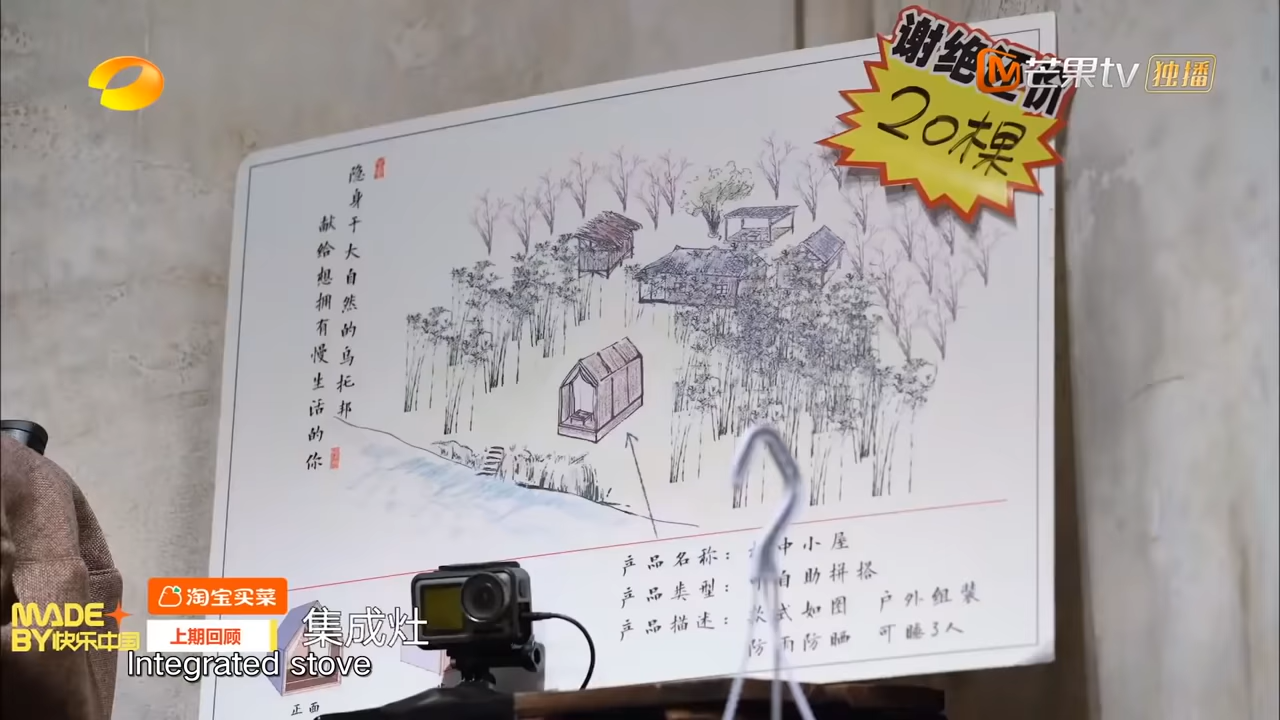 谢绝还价
20棵
芒果tv 独播
隐身于大自然的乌托邦
献给想拥有慢生活的你
产品名称：中小屋
产品类型：自助拼搭
产品描述：款式如图 户外组装
防雨防晒 可睡3人
正面
淘宝买菜
上期回顾
MADE
BY快乐中国
集成灶
Integrated stove